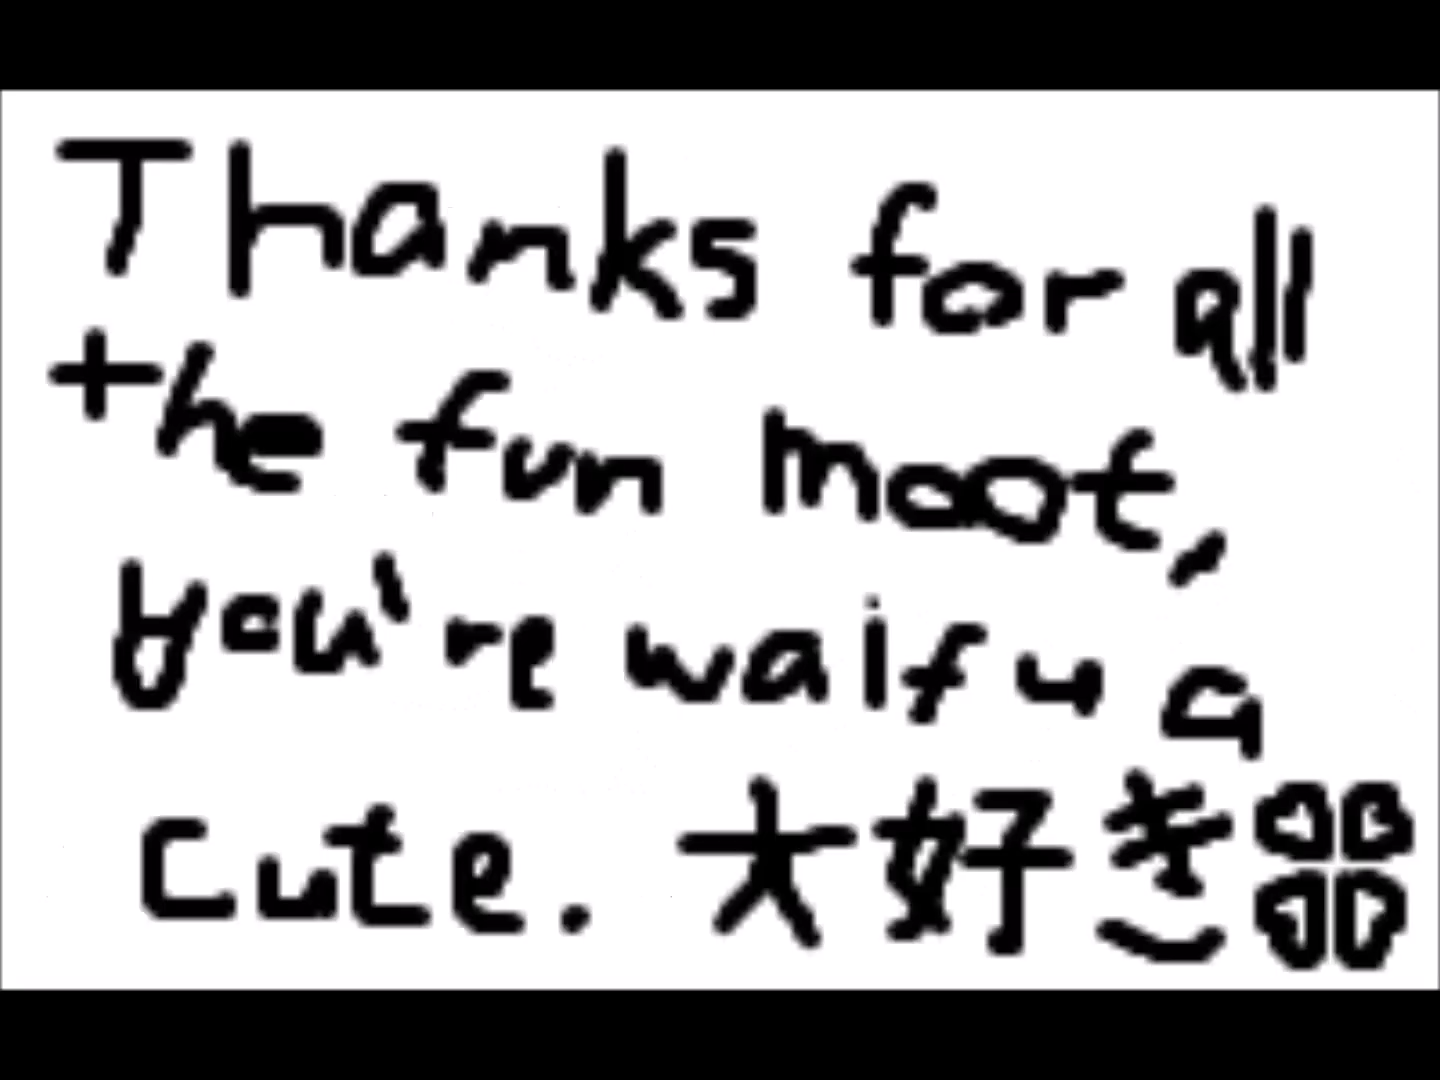 Thanks for all
the fun moot,
you're waifu a
cute. 大好き